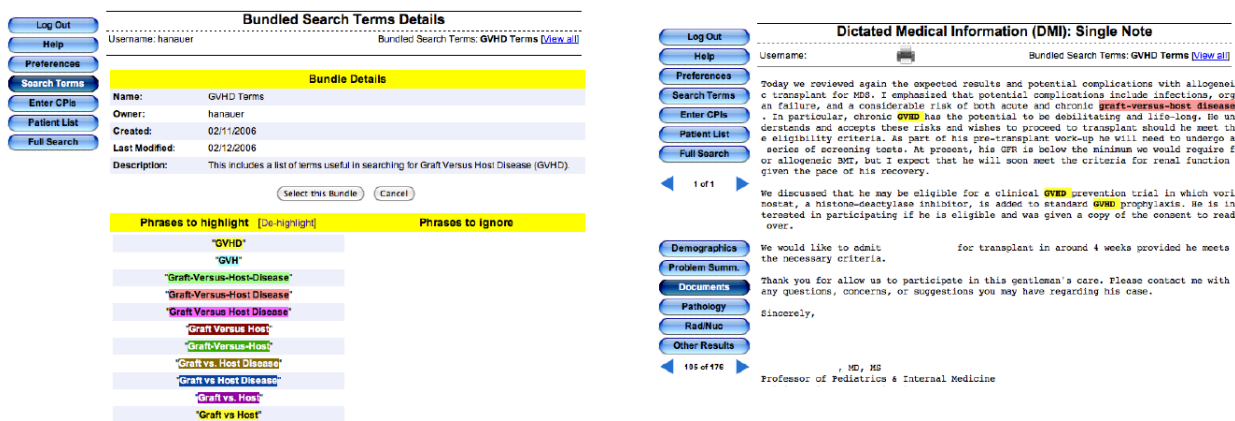 Bundled Search Terms Details
Log Out
Help
Preferences
Search Terms
Enter CPIs
Patient List
Full Search
Username: hanauer
Bundled Search Terms: GVHD Terms [View all]
Bundle Details
Name: GVHD Terms
Owner: hanauer
Created: 02/11/2006
Last Modified: 02/12/2006
Description: This includes a list of terms useful in searching for Graft Versus Host Disease (GVHD).
Select this Bundle Cancel
Phrases to highlight [De-highlight] Phrases to ignore
"GVHD"
"GVH"
"Graft-Versus-Host-Disease"
"Graft-Versus-Host Disease"
"Graft Versus Host Disease"
"Graft Versus Host"
"Graft-Versus-Host"
"Graft vs. Host Disease"
"Graft vs Host Disease"
"Graft vs. Host"
"Graft vs Host"
Dictated Medical Information (DMI): Single Note
Log Out
Help
Preferences
Search Terms
Enter CPIs
Patient List
Full Search
1 of 1
Demographics
Problem Summ.
Documents
Pathology
Rad/Nuc
Other Results
105 of 176
Username:
Bundled Search Terms: GVHD Terms [View all]
Today we reviewed again the expected results and potential complications with allogenei
c transplant for MDS. I emphasized that potential complications include infections, org
an failure, and a considerable risk of both acute and chronic graft-versus-host disease
. In particular, chronic GVHD has the potential to be debilitating and life-long. He un
derstands and accepts these risks and wishes to proceed to transplant should he meet th
e eligibility criteria. As part of his pre-transplant work-up he will need to undergo a
series of screening tests. At present, his GFR is below the minimum we would require f
or allogeneic BMT, but I expect that he will soon meet the criteria for renal function
given the pace of his recovery.
We discussed that he may be eligible for a clinical GVHD prevention trial in which vori
nostat, a histone-deactylase inhibitor, is added to standard GVHD prophylaxis. He is in
terested in participating if he is eligible and was given a copy of the consent to read
over.
We would like to admit for transplant in around 4 weeks provided he meets
the necessary criteria.
Thank you for allow us to participate in this gentleman's care. Please contact me with
any questions, concerns, or suggestions you may have regarding his case.
Sincerely,
, MD, MS
Professor of Pediatrics & Internal Medicine